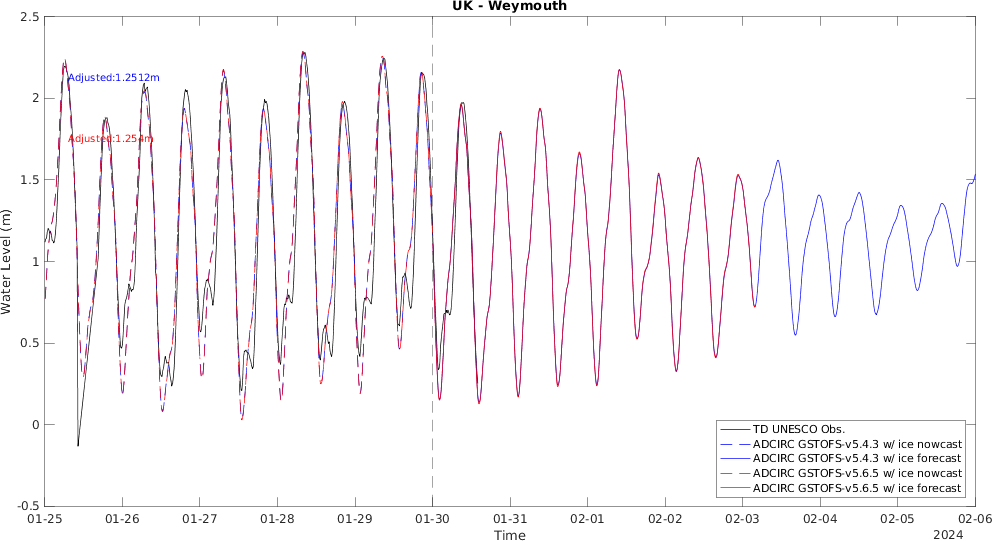 UK - Weymouth
2.5
2
1.5
1
0.5
0
-0.5
Water Level (m)
Adjusted:1.2512m
Adjusted:1.254m
TD UNESCO Obs.
ADCIRC GSTOFS-v5.4.3 w/ ice nowcast
ADCIRC GSTOFS-v5.4.3 w/ ice forecast
ADCIRC GSTOFS-v5.6.5 w/ ice nowcast
ADCIRC GSTOFS-v5.6.5 w/ ice forecast
01-25 01-26 01-27 01-28 01-29 01-30 01-31 02-01 02-02 02-03 02-04 02-05 02-06
Time
2024